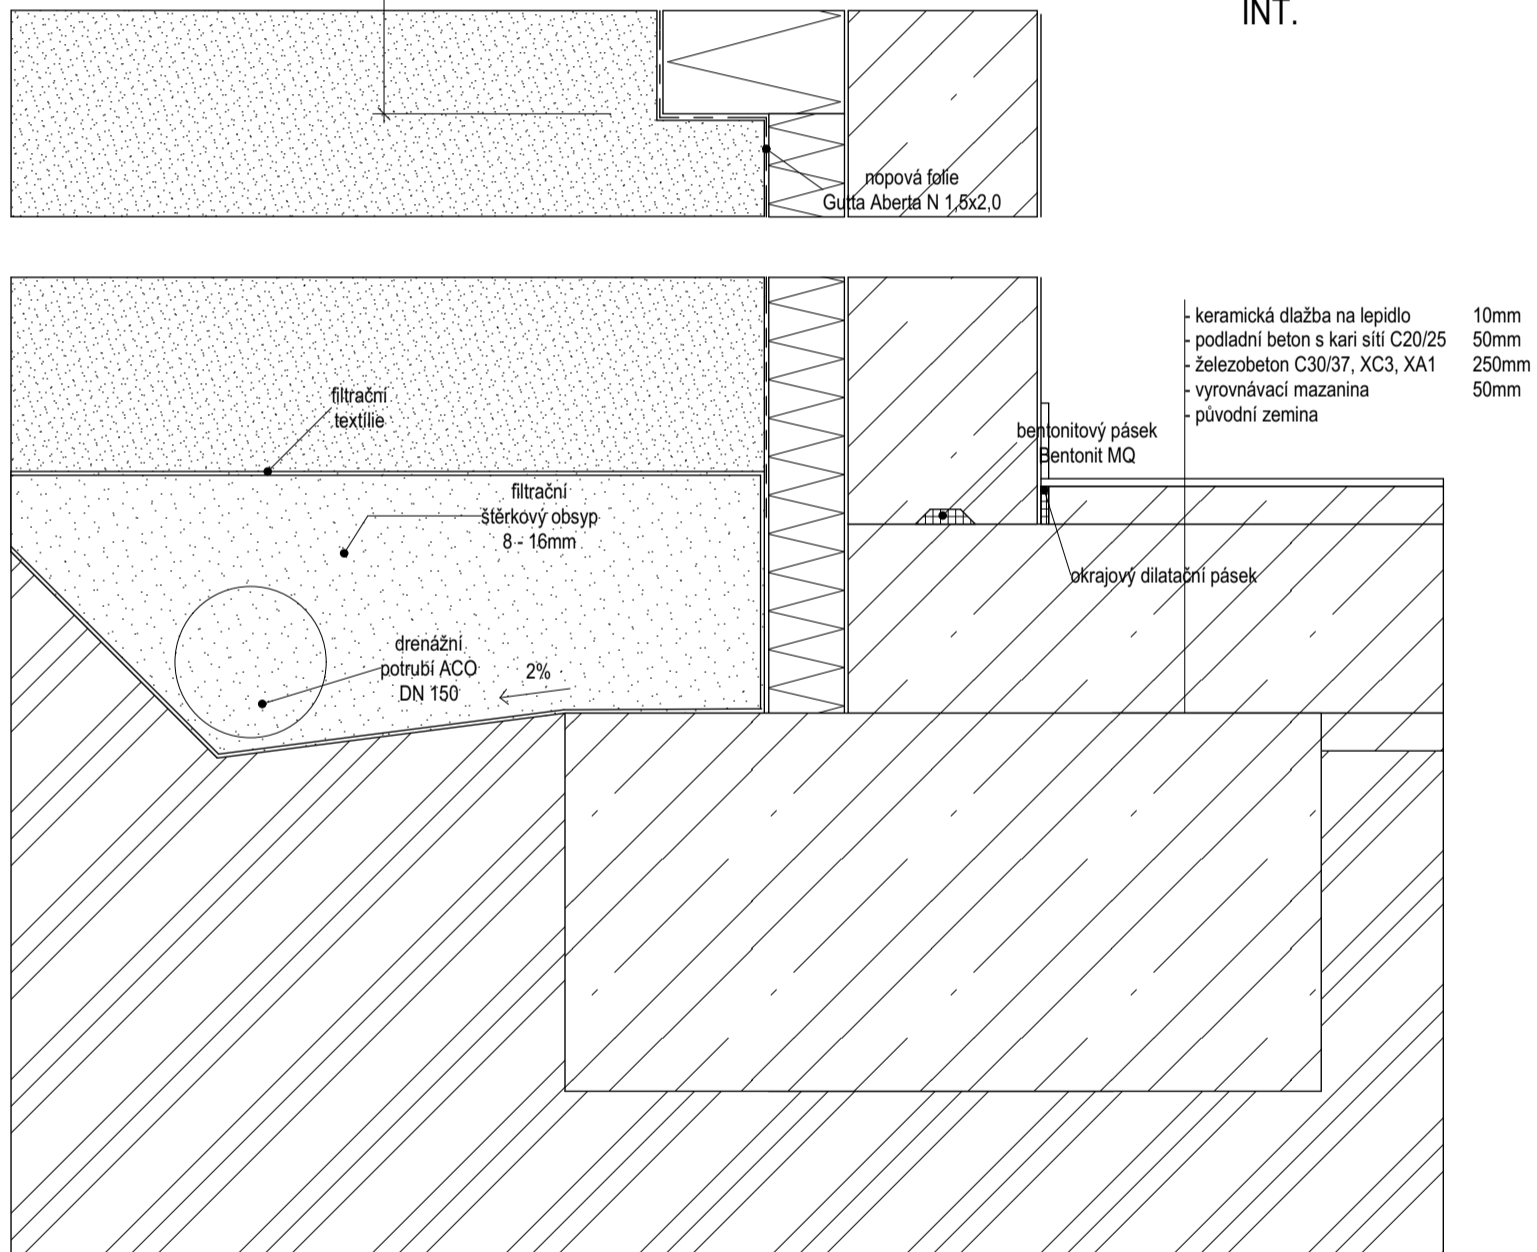 INT.
nopová folie
Gutta Aberta N 1,5x2,0
- keramická dlažba na lepidlo 10mm
- podladní beton s kari sítí C20/25 50mm
- železobeton C30/37, XC3, XA1 250mm
- vyrovnávací mazanina 50mm
- původní zemina
filtrační
textílie
bentonitový pásek
Bentonit MQ
filtrační
štěrkový obsyp
8 - 16mm
okrajový dilatační pásek
drenážní
potrubí ACO
DN 150
2%